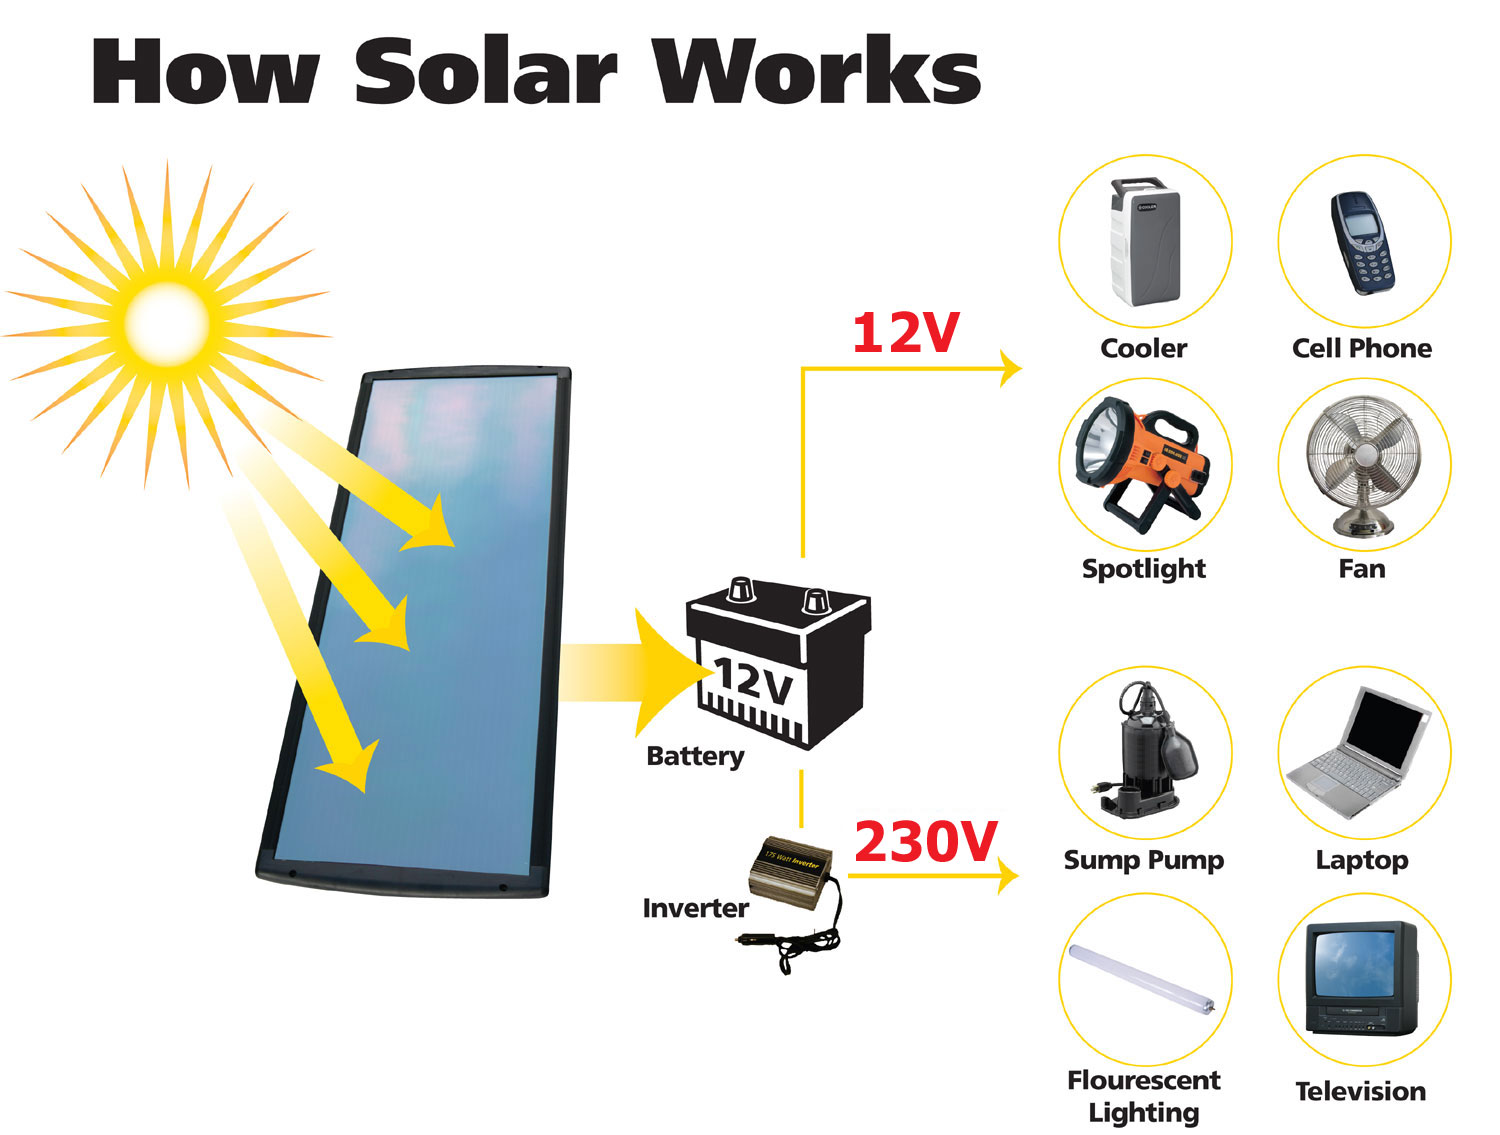 How Solar Works
12V
Cooler
Cell Phone
Spotlight
Fan
12V
Battery
230V
175 Watt Inverter
Inverter
Sump Pump
Laptop
Flourescent
Lighting
Television